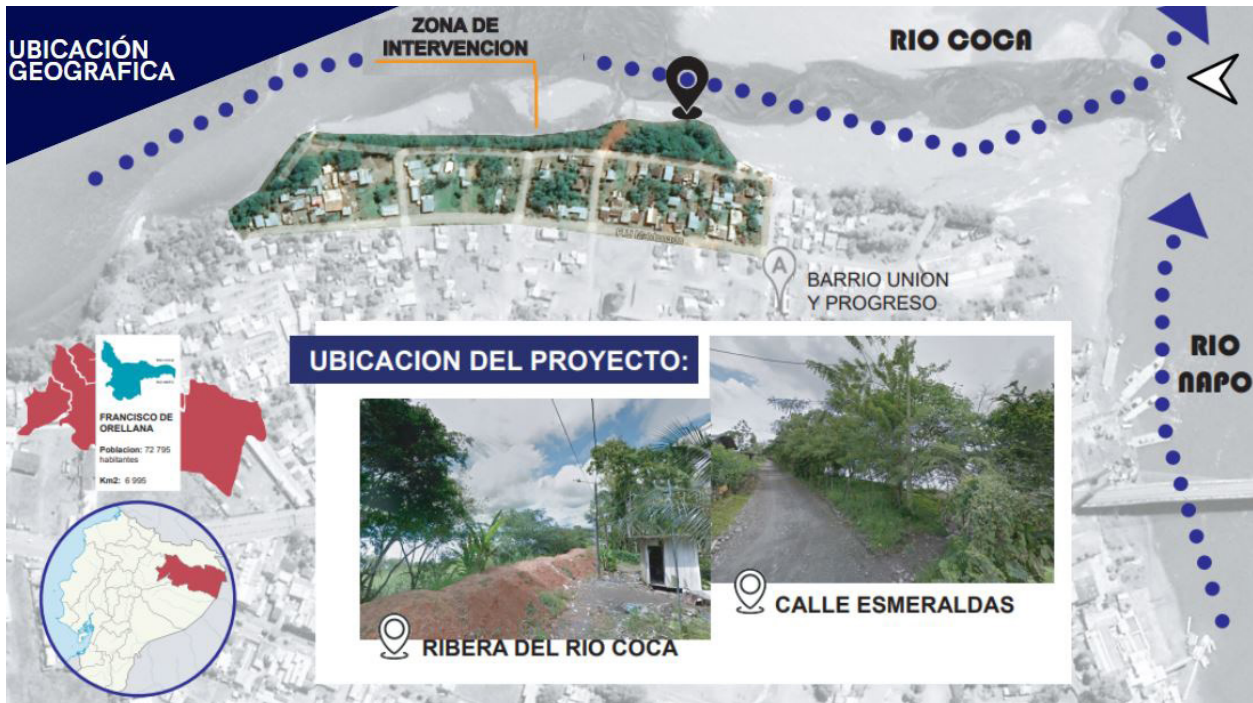 UBICACIÓN
GEOGRAFICA
ZONA DE
INTERVENCION
RIO COCA
A
BARRIO UNION
Y PROGRESO
RIO
NAPO
UBICACION DEL PROYECTO:
FRANCISCO DE
ORELLANA
Poblacion: 72 795
habitantes
Km2: 6 995
RIBERA DEL RIO COCA
CALLE ESMERALDAS